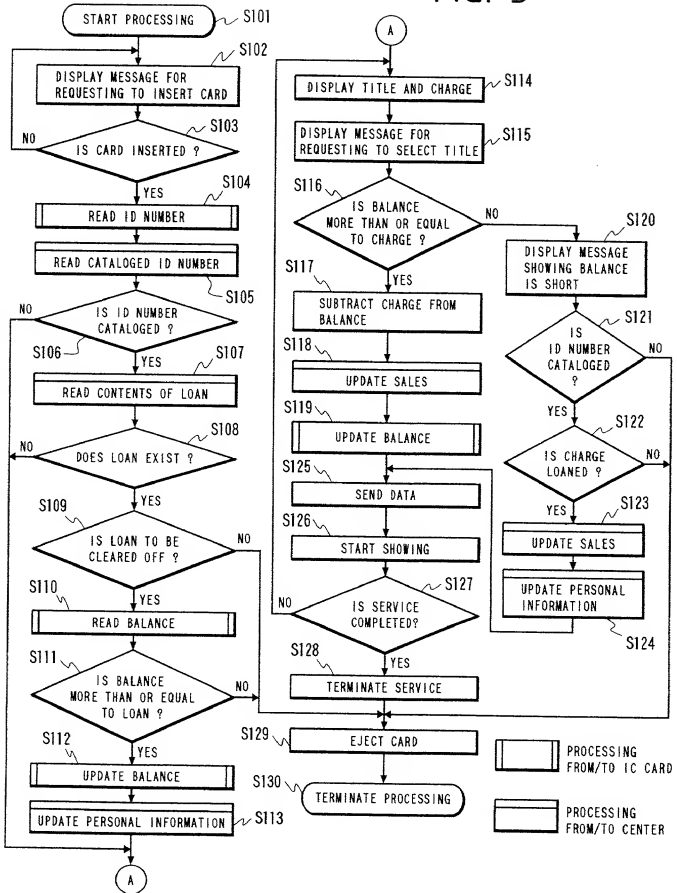 START PROCESSING
S101
S102
DISPLAY MESSAGE FOR
REQUESTING TO INSERT CARD
S103
NO
IS CARD INSERTED ?
YES
S104
READ ID NUMBER
READ CATALOGED ID NUMBER
S105
NO
IS ID NUMBER
CATALOGED ?
S106
YES
S107
READ CONTENTS OF LOAN
S108
NO
DOES LOAN EXIST ?
YES
S109
IS LOAN TO BE
CLEARED OFF ?
NO
YES
S110
READ BALANCE
S111
IS BALANCE
MORE THAN OR EQUAL
TO LOAN ?
NO
YES
S112
UPDATE BALANCE
UPDATE PERSONAL INFORMATION
S113
A
A
S114
DISPLAY TITLE AND CHARGE
S115
DISPLAY MESSAGE FOR
REQUESTING TO SELECT TITLE
S116
IS BALANCE
MORE THAN OR EQUAL
TO CHARGE ?
NO
YES
S117
SUBTRACT CHARGE FROM
BALANCE
S118
UPDATE SALES
S119
UPDATE BALANCE
S125
SEND DATA
S126
START SHOWING
S127
NO
IS SERVICE
COMPLETED?
YES
S128
TERMINATE SERVICE
S129
EJECT CARD
S130
TERMINATE PROCESSING
S120
DISPLAY MESSAGE
SHOWING BALANCE
IS SHORT
S121
IS
ID NUMBER
CATALOGED
?
NO
YES
S122
IS CHARGE
LOANED ?
NO
YES
S123
UPDATE SALES
UPDATE PERSONAL
INFORMATION
S124
PROCESSING
FROM/TO IC CARD
PROCESSING
FROM/TO CENTER